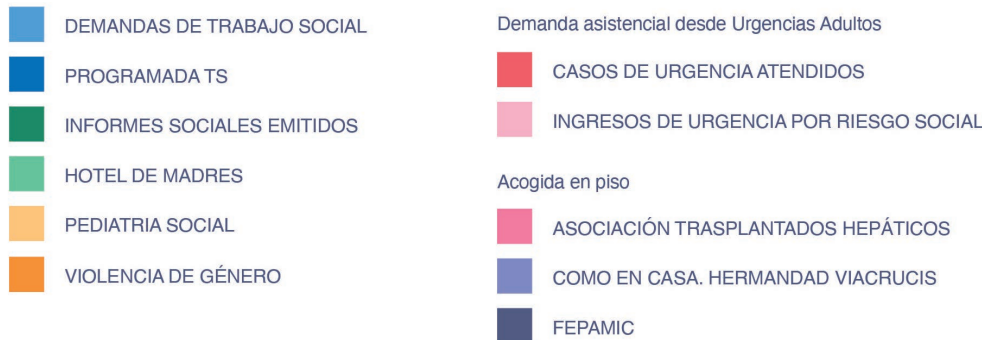 DEMANDAS DE TRABAJO SOCIAL
PROGRAMADA TS
INFORMES SOCIALES EMITIDOS
HOTEL DE MADRES
PEDIATRIA SOCIAL
VIOLENCIA DE GÉNERO
Demanda asistencial desde Urgencias Adultos
CASOS DE URGENCIA ATENDIDOS
INGRESOS DE URGENCIA POR RIESGO SOCIAL
Acogida en piso
ASOCIACIÓN TRASPLANTADOS HEPÁTICOS
COMO EN CASA. HERMANDAD VIACRUCIS
FEPAMIC